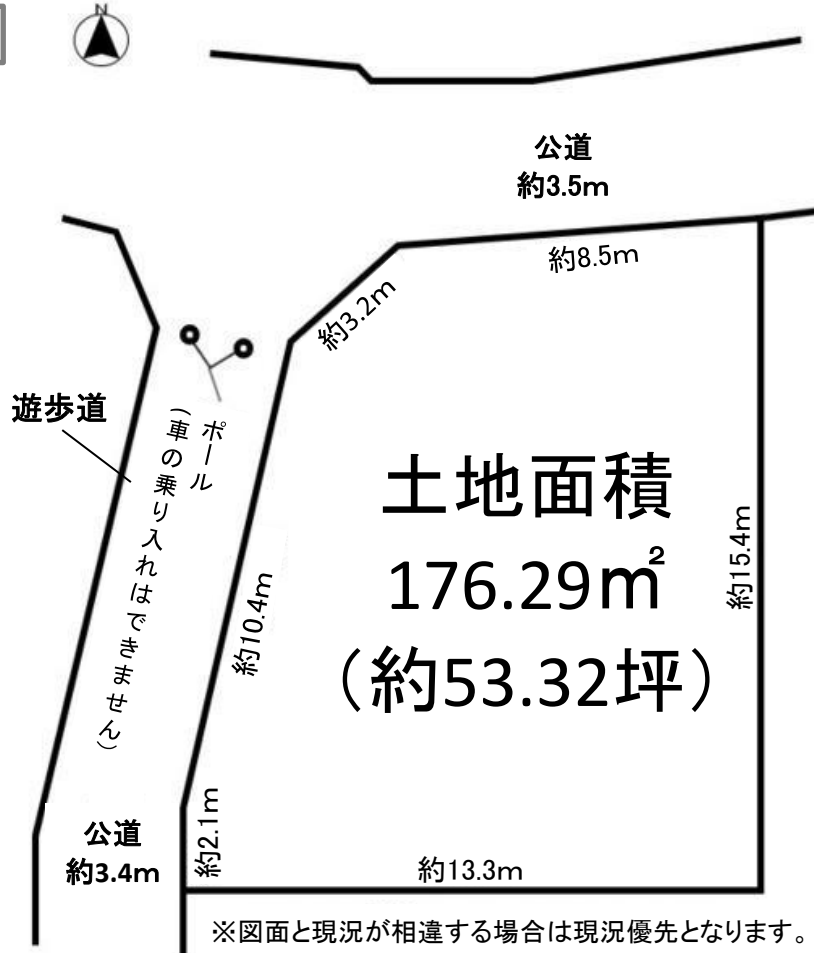 N
公道
約3.5m
約8.5m
約3.2m
遊歩道
ポール
(車の乗り入れはできません)
土地面積
176.29㎡
（約53.32坪）
約15.4m
約10.4m
公道
約3.4m
約2.1m
約13.3m
※図面と現況が相違する場合は現況優先となります。